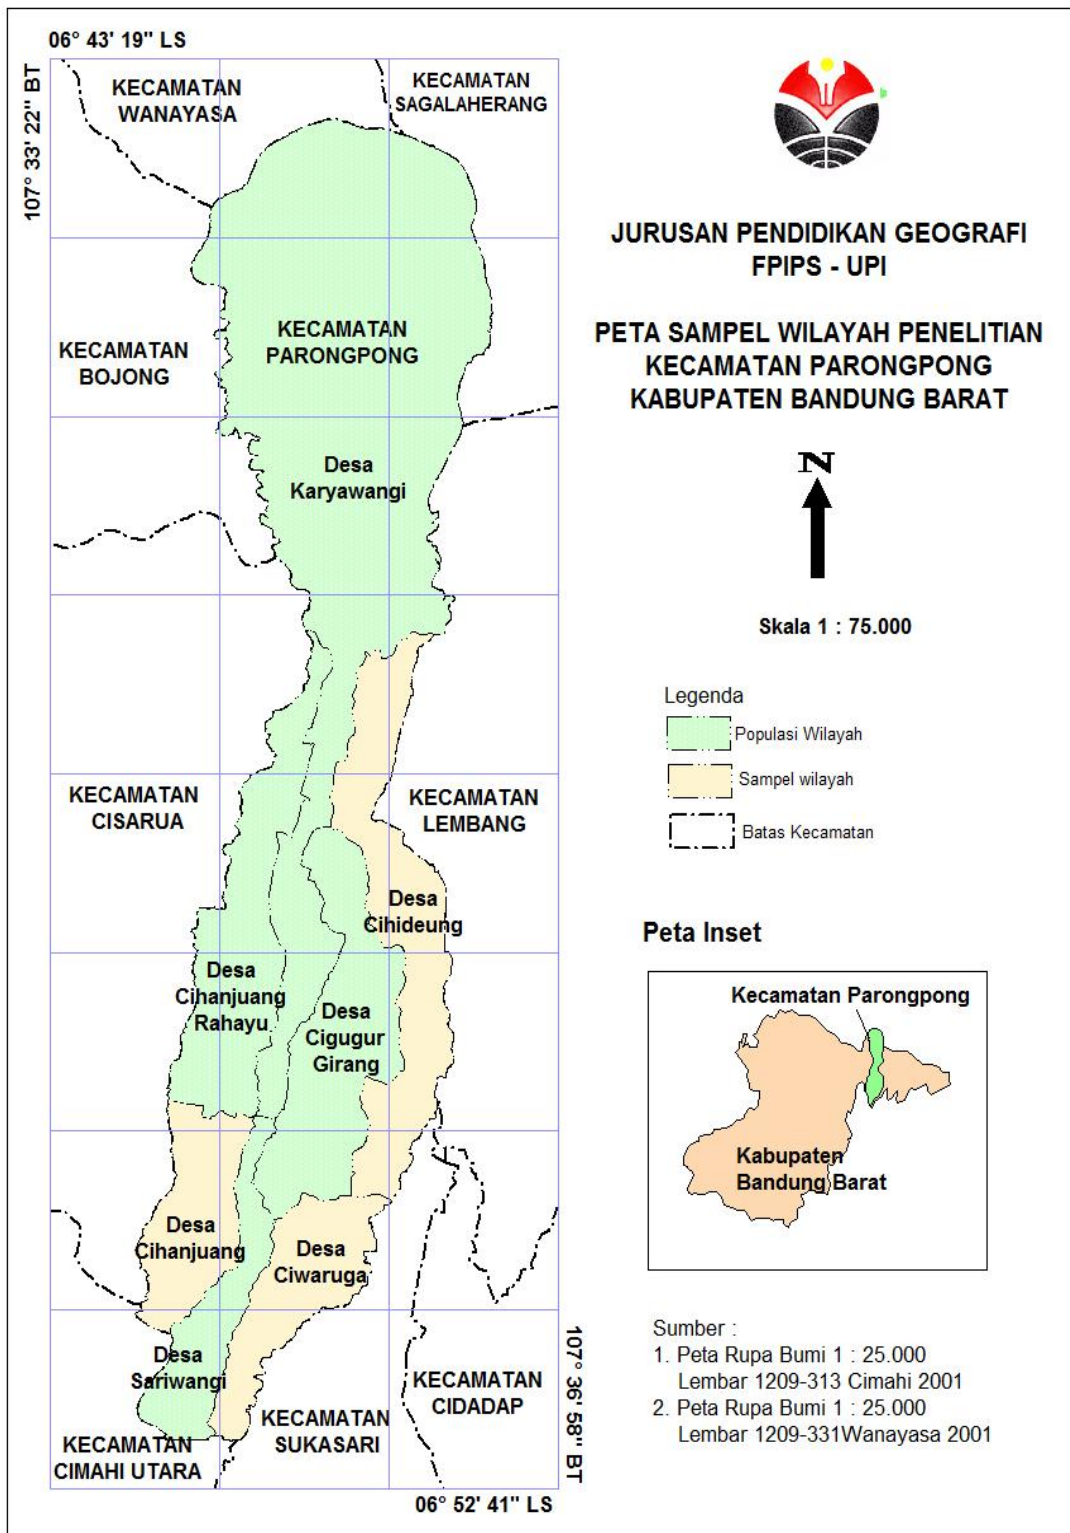 06° 43' 19" LS
107° 33' 22" BT
KECAMATAN
WANAYASA
KECAMATAN
SAGALAHERANG
KECAMATAN
BOJONG
KECAMATAN
PARONGPONG
Desa
Karyawangi
KECAMATAN
CISARUA
KECAMATAN
LEMBANG
Desa
Cihideung
Desa
Cihanjuang
Rahayu
Desa
Cigugur
Girang
Desa
Cihanjuang
Desa
Ciwaruga
Desa
Sariwangi
KECAMATAN
CIMAHI UTARA
KECAMATAN
SUKASARI
KECAMATAN
CIDADAP
107° 36' 58" BT
06° 52' 41" LS
JURUSAN PENDIDIKAN GEOGRAFI
FPIPS - UPI
PETA SAMPEL WILAYAH PENELITIAN
KECAMATAN PARONGPONG
KABUPATEN BANDUNG BARAT
N
Skala 1 : 75.000
Legenda
Populasi Wilayah
Sampel wilayah
Batas Kecamatan
Peta Inset
Kecamatan Parongpong
Kabupaten
Bandung Barat
Sumber :
1. Peta Rupa Bumi 1 : 25.000
Lembar 1209-313 Cimahi 2001
2. Peta Rupa Bumi 1 : 25.000
Lembar 1209-331Wanayasa 2001